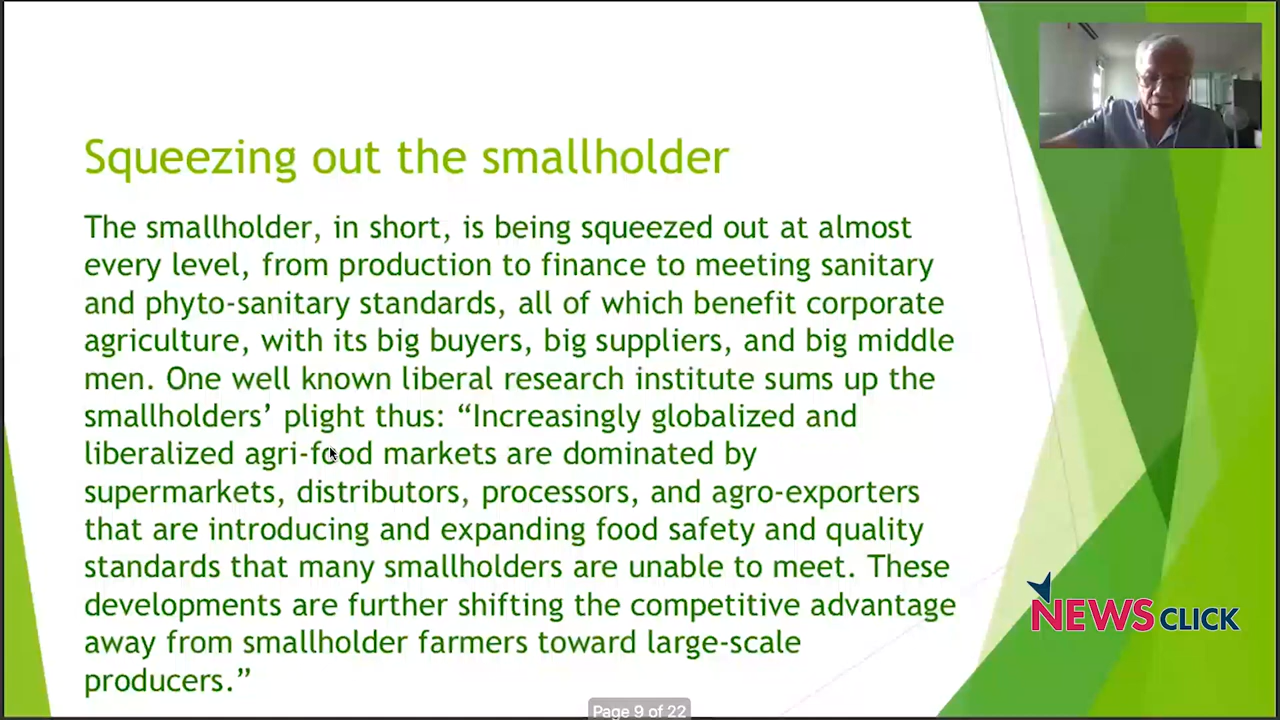 Squeezing out the smallholder
The smallholder, in short, is being squeezed out at almost
every level, from production to finance to meeting sanitary
and phyto-sanitary standards, all of which benefit corporate
agriculture, with its big buyers, big suppliers, and big middle
men. One well known liberal research institute sums up the
smallholders’ plight thus: “Increasingly globalized and
liberalized agri-food markets are dominated by
supermarkets, distributors, processors, and agro-exporters
that are introducing and expanding food safety and quality
standards that many smallholders are unable to meet. These
developments are further shifting the competitive advantage
away from smallholder farmers toward large-scale
producers.”
NEWSCLICK
Page 9 of 22